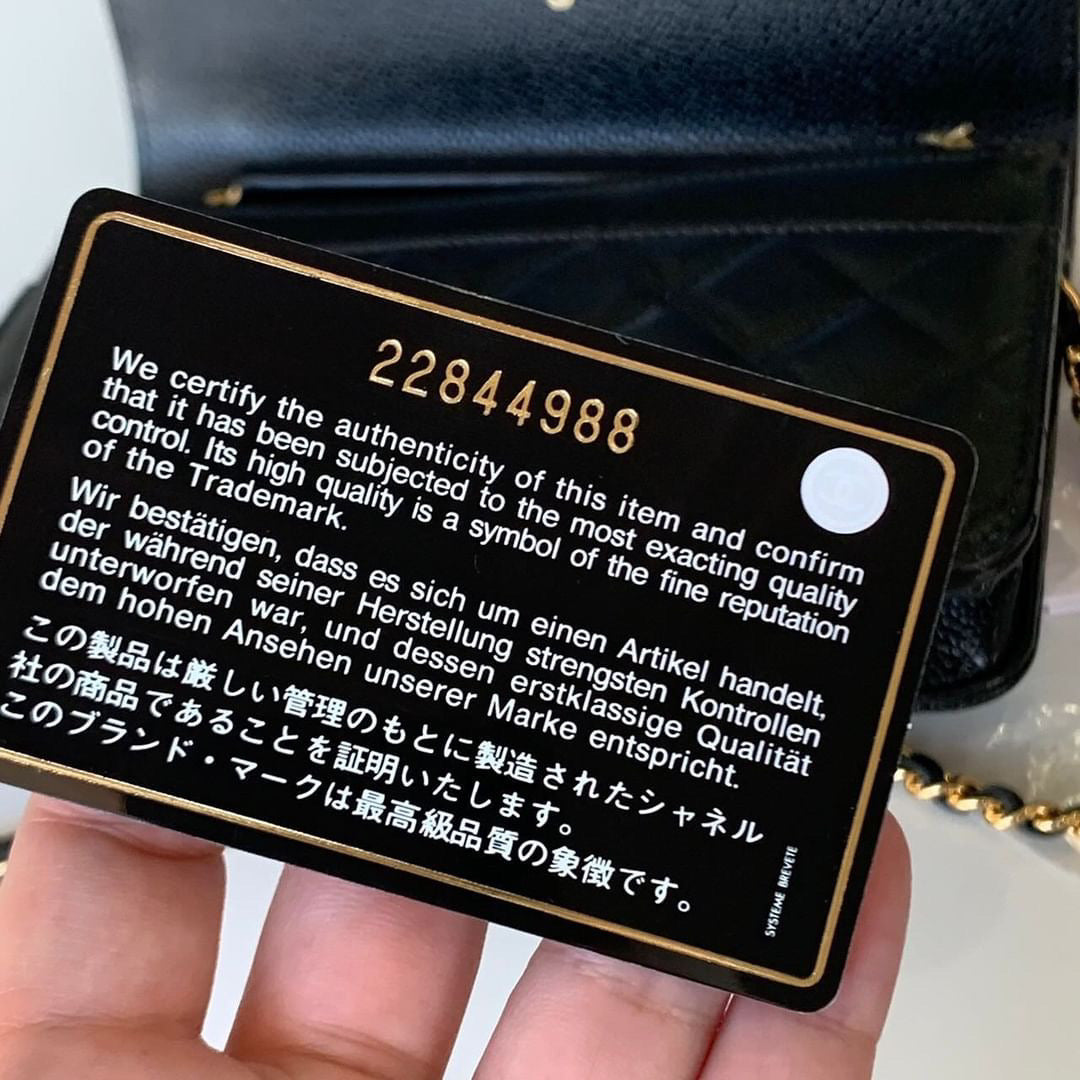 22844988
We certify the authenticity of this item and confirm
that it has been subjected to the most exacting quality
control. Its high quality is a symbol of the fine reputation
of the Trademark.
Wir bestätigen, dass es sich um einen Artikel handelt,
der während seiner Herstellung strengsten Kontrollen
unterworfen war, und dessen erstklassige Qualität
dem hohen Ansehen unserer Marke entspricht.
この製品は厳しい管理のもとに製造されたシャネル
社の商品であることを証明いたします。
このブランド・マークは最高級品質の象徴です。
SYSTEME BREVETE